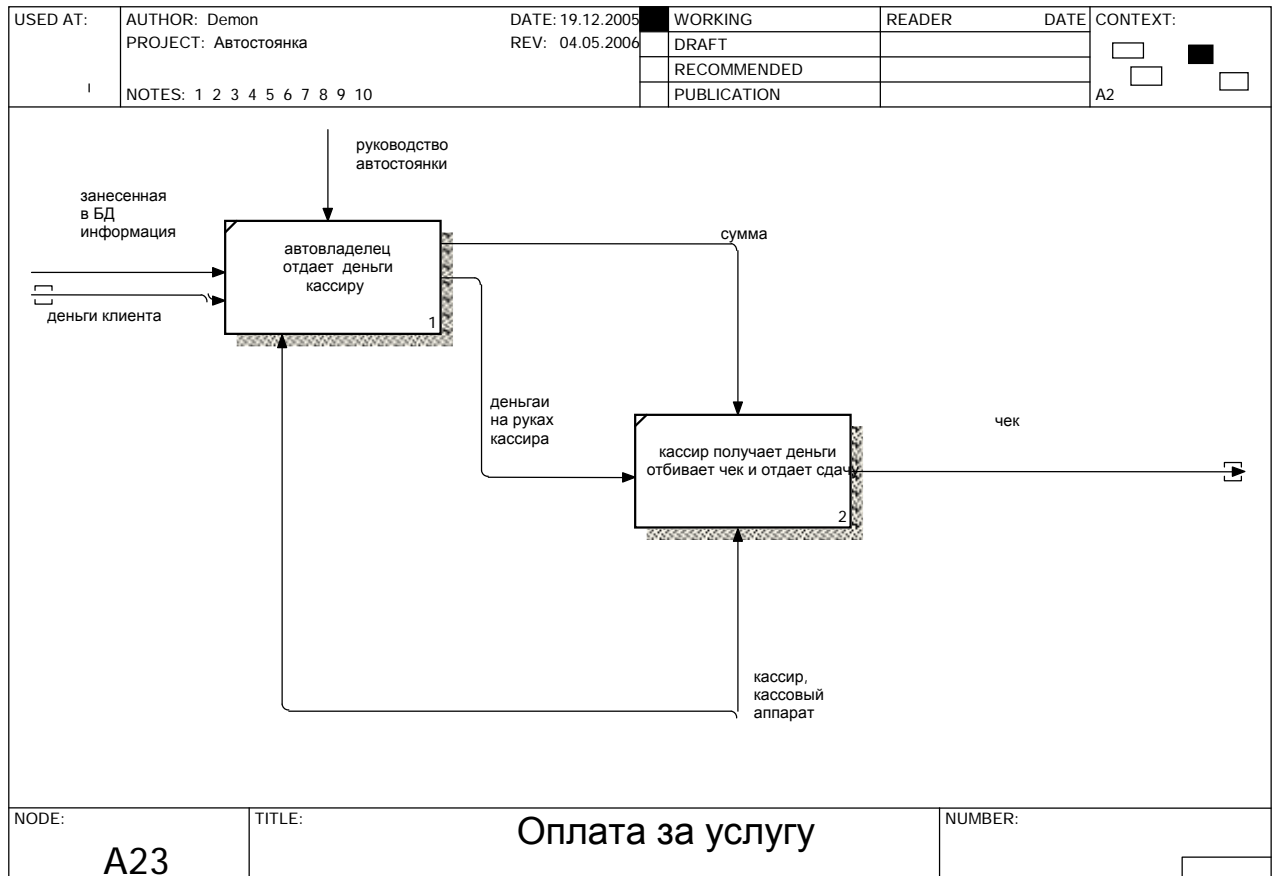 USED AT:
AUTHOR: Demon
DATE: 19.12.2005
WORKING
READER
DATE
CONTEXT:
PROJECT: Автостоянка
REV: 04.05.2006
DRAFT
RECOMMENDED
NOTES: 1 2 3 4 5 6 7 8 9 10
PUBLICATION
A2
руководство
автостоянки
занесенная
в БД
информация
деньги клиента
автовладелец
отдает деньги
кассиру
1
сумма
деньгаи
на руках
кассира
кассир получает деньги
отбивает чек и отдает сдачу
2
чек
кассир,
кассовый
аппарат
NODE:
A23
TITLE:
Оплата за услугу
NUMBER: